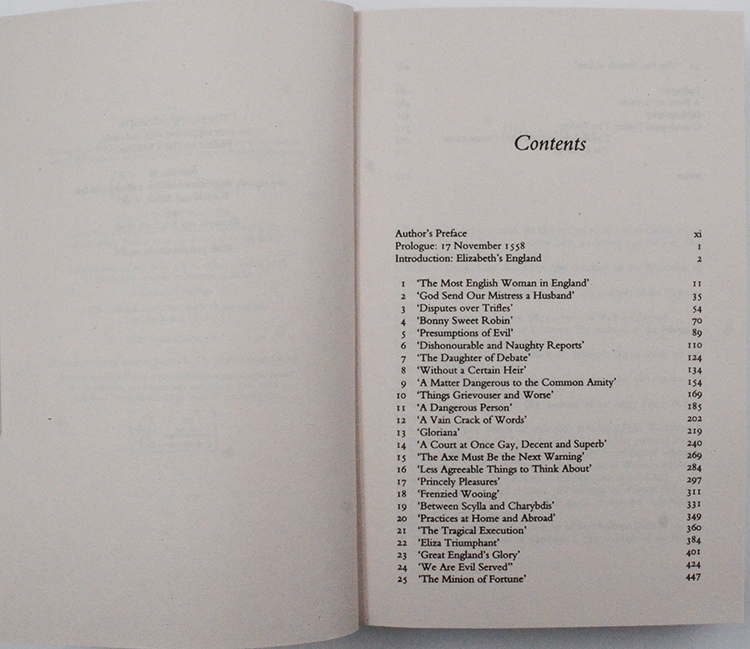 Contents
Author's Preface xi
Prologue: 17 November 1558 1
Introduction: Elizabeth's England 2
1 'The Most English Woman in England' 11
2 'God Send Our Mistress a Husband' 35
3 'Disputes over Trifles' 54
4 'Bonny Sweet Robin' 70
5 'Presumptions of Evil' 89
6 'Dishonourable and Naughty Reports' 110
7 'The Daughter of Debate' 124
8 'Without a Certain Heir' 134
9 'A Matter Dangerous to the Common Amity' 154
10 'Things Grievouser and Worse' 169
11 'A Dangerous Person' 185
12 'A Vain Crack of Words' 202
13 'Gloriana' 219
14 'A Court at Once Gay, Decent and Superb' 240
15 'The Axe Must Be the Next Warning' 269
16 'Less Agreeable Things to Think About' 284
17 'Princely Pleasures' 297
18 'Frenzied Wooing' 311
19 'Between Scylla and Charybdis' 331
20 'Practices at Home and Abroad' 349
21 'The Tragical Execution' 360
22 'Eliza Triumphant' 384
23 'Great England's Glory' 401
24 'We Are Evil Served" 424
25 'The Minion of Fortune' 447